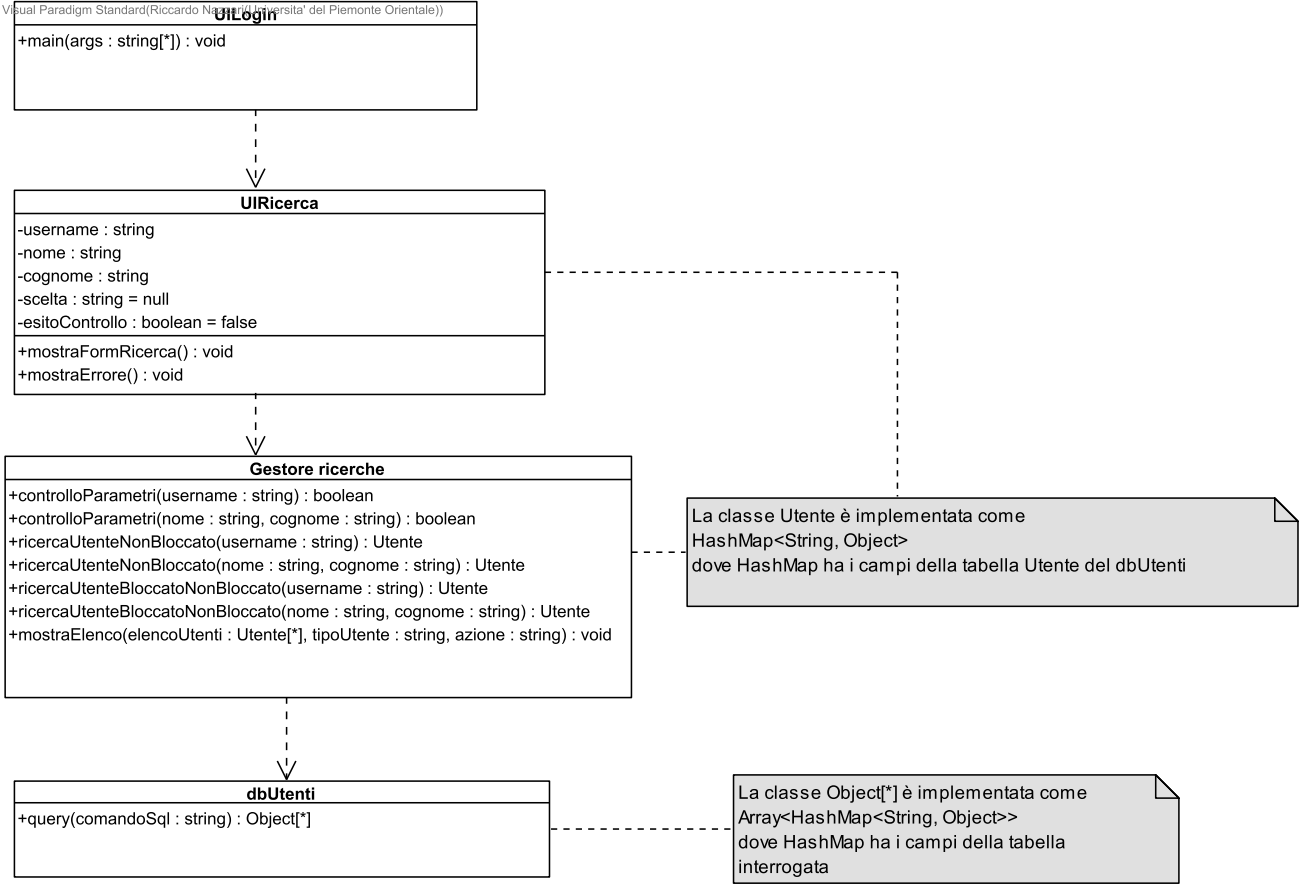 Visual Paradigm Standard(Riccardo Nazzari(Universita' del Piemonte Orientale))
UILogin
+main(args : string[*]) : void
UIRicerca
-username : string
-nome : string
-cognome : string
-scelta : string = null
-esitoControllo : boolean = false
+mostraFormRicerca() : void
+mostraErrore() : void
Gestore ricerche
+controlloParametri(username : string) : boolean
+controlloParametri(nome : string, cognome : string) : boolean
+ricercaUtenteNonBloccato(username : string) : Utente
+ricercaUtenteNonBloccato(nome : string, cognome : string) : Utente
+ricercaUtenteBloccatoNonBloccato(username : string) : Utente
+ricercaUtenteBloccatoNonBloccato(nome : string, cognome : string) : Utente
+mostraElenco(elencoUtenti : Utente[*], tipoUtente : string, azione : string) : void
La classe Utente è implementata come
HashMap<String, Object>
dove HashMap ha i campi della tabella Utente del dbUtenti
dbUtenti
+query(comandoSql : string) : Object[*]
La classe Object[*] è implementata come
Array<HashMap<String, Object>>
dove HashMap ha i campi della tabella
interrogata